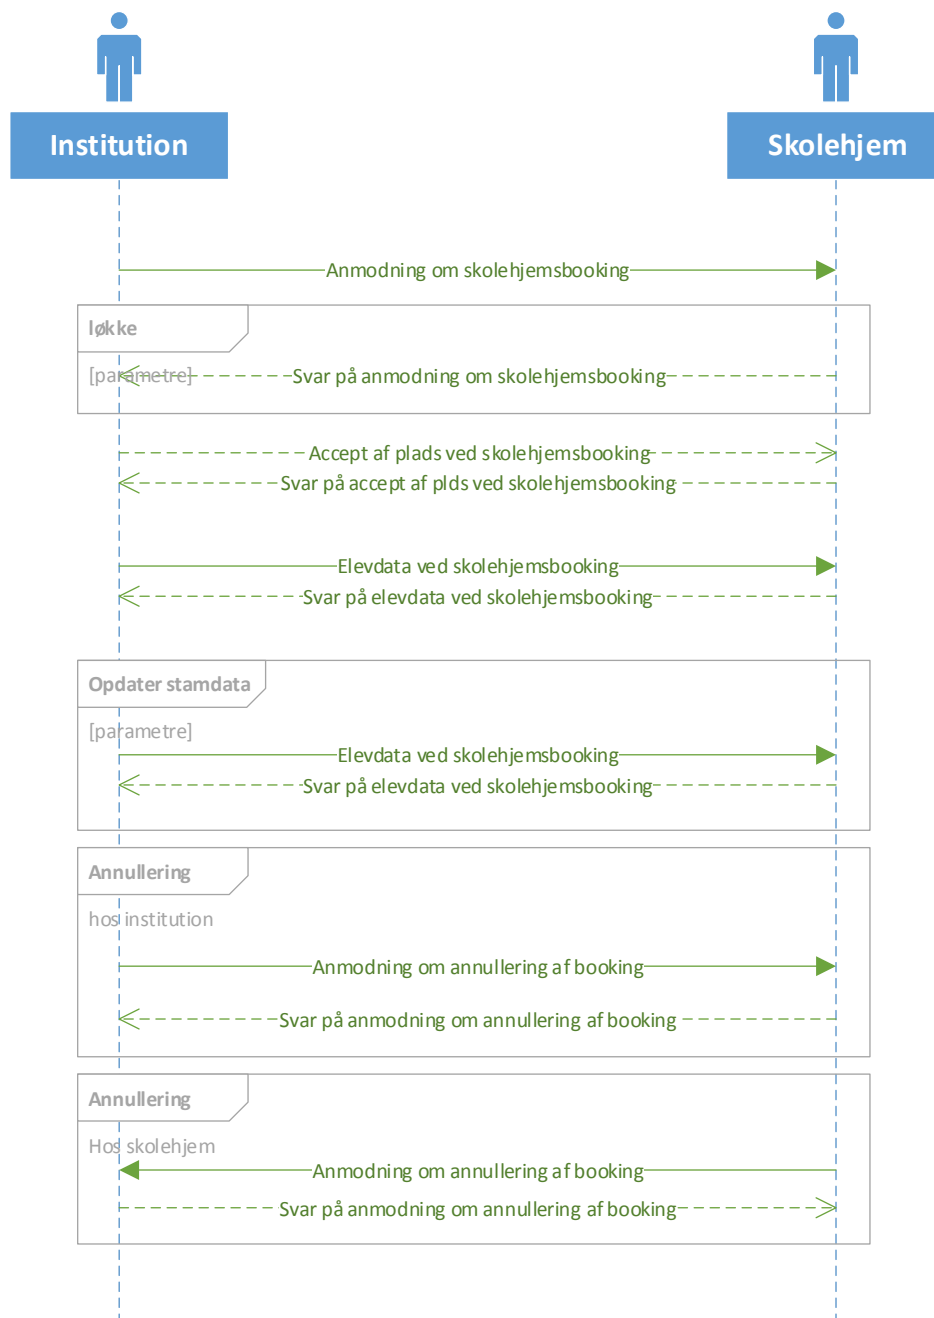 Institution
Skolehjem
Anmodning om skolehjemsbooking
løkke
[parametre]
Svar på anmodning om skolehjemsbooking
Accept af plads ved skolehjemsbooking
Svar på accept af plds ved skolehjemsbooking
Elevdata ved skolehjemsbooking
Svar på elevdata ved skolehjemsbooking
Opdater stamdata
[parametre]
Elevdata ved skolehjemsbooking
Svar på elevdata ved skolehjemsbooking
Annullering
hos institution
Anmodning om annullering af booking
Svar på anmodning om annullering af booking
Annullering
Hos skolehjem
Anmodning om annullering af booking
Svar på anmodning om annullering af booking